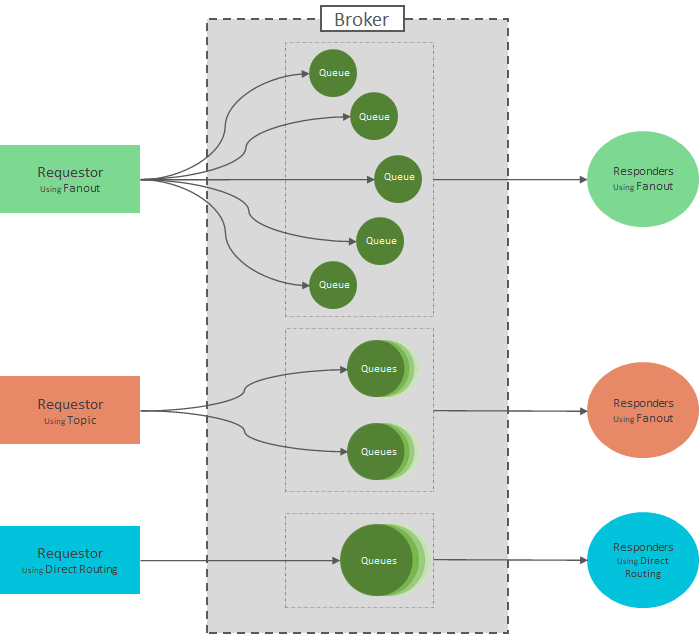 Broker
Queue
Queue
Queue
Queue
Queue
Requestor
Using Fanout
Responders
Using Fanout
Queues
Queues
Requestor
Using Topic
Responders
Using Fanout
Requestor
Using Direct Routing
Queues
Responders
Using Direct
Routing